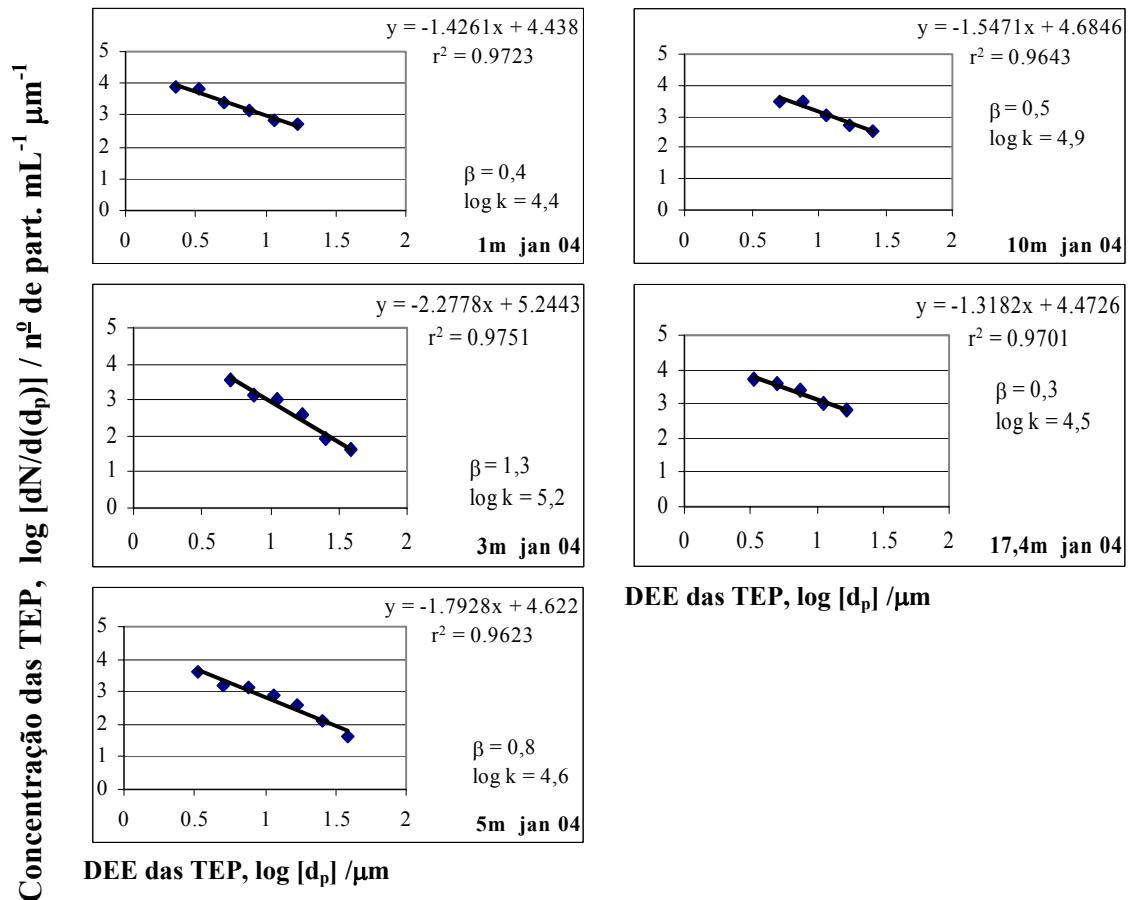 Concentração das TEP, log [dN/d(dp)] / nº de part. mL⁻¹ μm⁻¹
y = -1.4261x + 4.438
r² = 0.9723
5
4
3
2
1
0
β = 0,4
log k = 4,4
0 0.5 1 1.5 2
1m jan 04
y = -1.5471x + 4.6846
r² = 0.9643
5
4
3
2
1
0
β = 0,5
log k = 4,9
0 0.5 1 1.5 2
10m jan 04
y = -2.2778x + 5.2443
r² = 0.9751
5
4
3
2
1
0
β = 1,3
log k = 5,2
0 0.5 1 1.5 2
3m jan 04
y = -1.3182x + 4.4726
r² = 0.9701
5
4
3
2
1
0
β = 0,3
log k = 4,5
0 0.5 1 1.5 2
17,4m jan 04
DEE das TEP, log [dp] /μm
y = -1.7928x + 4.622
r² = 0.9623
5
4
3
2
1
0
β = 0,8
log k = 4,6
0 0.5 1 1.5 2
5m jan 04
DEE das TEP, log [dp] /μm